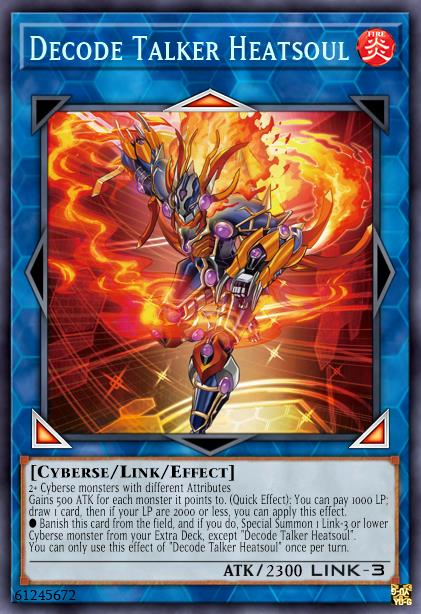 Decode Talker Heatsoul
FIRE
炎
[Cyberse/Link/Effect]
2+ Cyberse monsters with different Attributes
Gains 500 ATK for each monster it points to. (Quick Effect): You can pay 1000 LP;
draw 1 card, then if your LP are 2000 or less, you can apply this effect.
● Banish this card from the field, and if you do, Special Summon 1 Link-3 or lower
Cyberse monster from your Extra Deck, except "Decode Talker Heatsoul".
You can only use this effect of "Decode Talker Heatsoul" once per turn.
ATK/2300 LINK-3
61245672